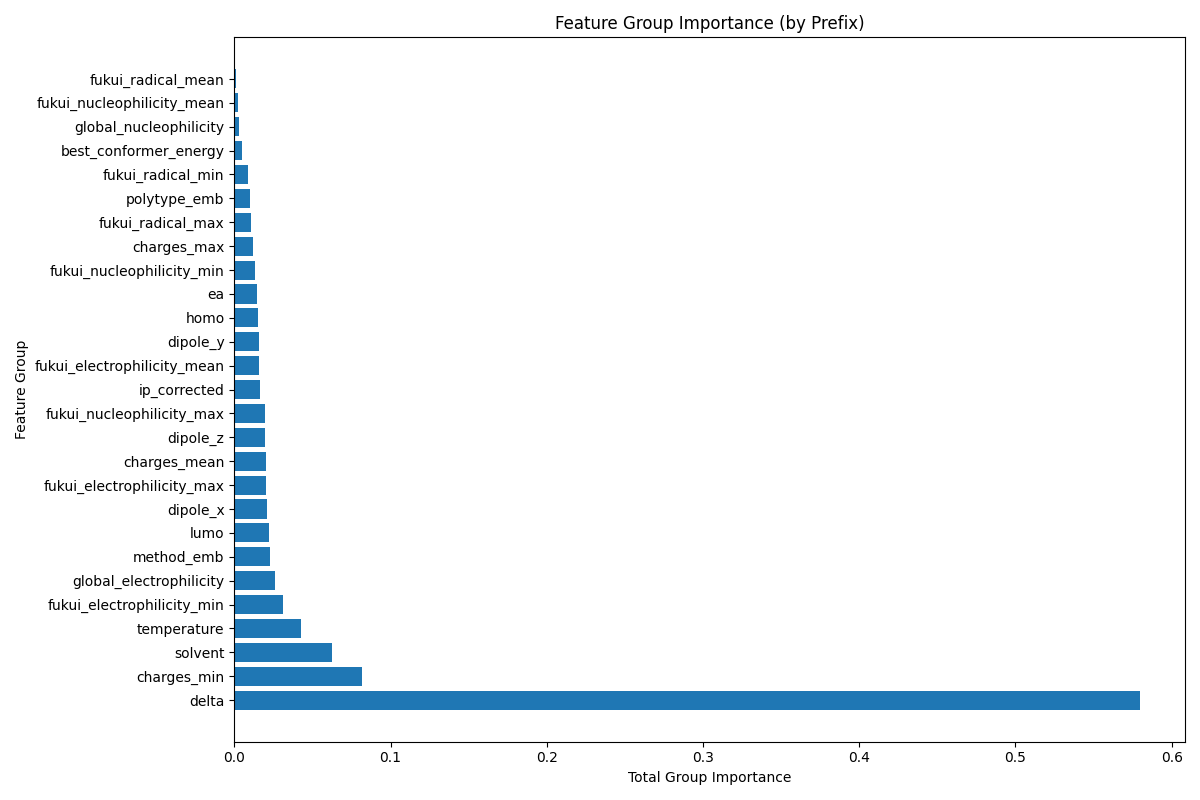 Feature Group Importance (by Prefix)
Feature Group
fukui_radical_mean
fukui_nucleophilicity_mean
global_nucleophilicity
best_conformer_energy
fukui_radical_min
polytype_emb
fukui_radical_max
charges_max
fukui_nucleophilicity_min
ea
homo
dipole_y
fukui_electrophilicity_mean
ip_corrected
fukui_nucleophilicity_max
dipole_z
charges_mean
fukui_electrophilicity_max
dipole_x
lumo
method_emb
global_electrophilicity
fukui_electrophilicity_min
temperature
solvent
charges_min
delta
0.0 0.1 0.2 0.3 0.4 0.5 0.6
Total Group Importance